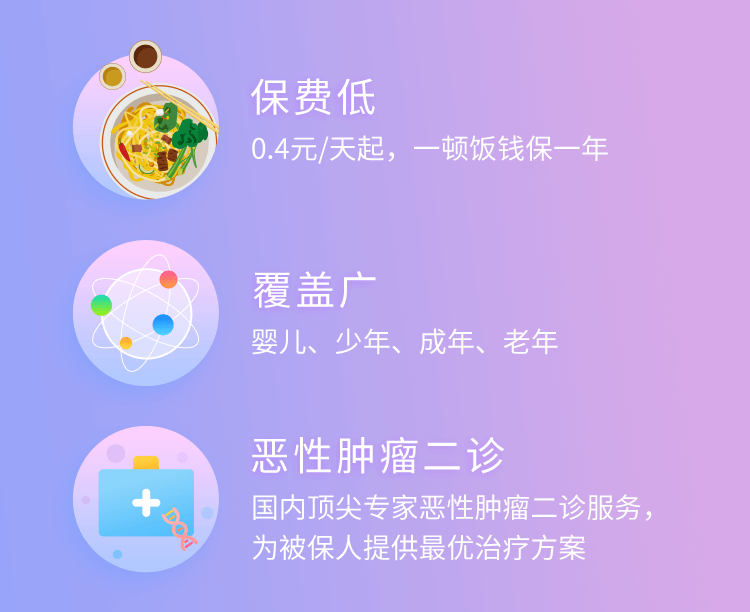 保费低
0.4元/天起，一顿饭钱保一年
覆盖广
婴儿、少年、成年、老年
恶性肿瘤二诊
国内顶尖专家恶性肿瘤二诊服务，
为被保人提供最优治疗方案